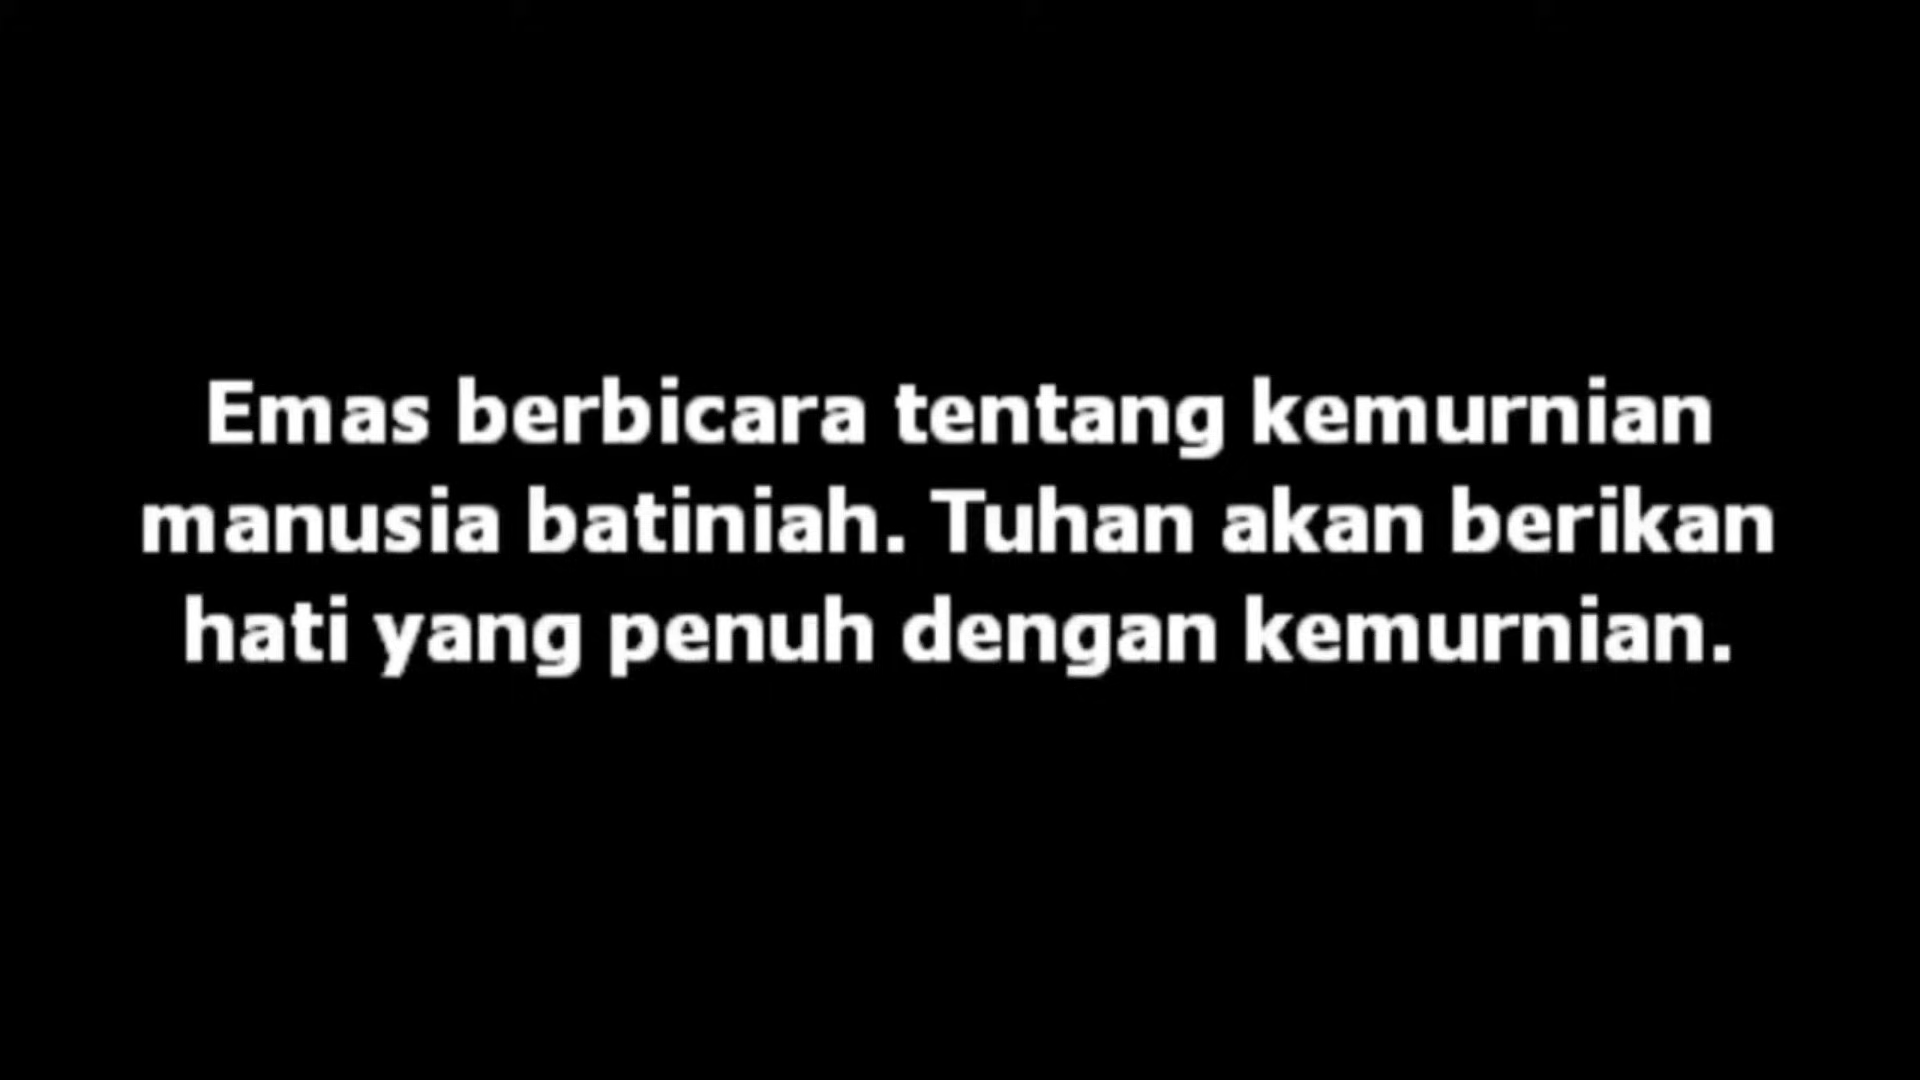 Emas berbicara tentang kemurnian
manusia batiniah. Tuhan akan berikan
hati yang penuh dengan kemurnian.